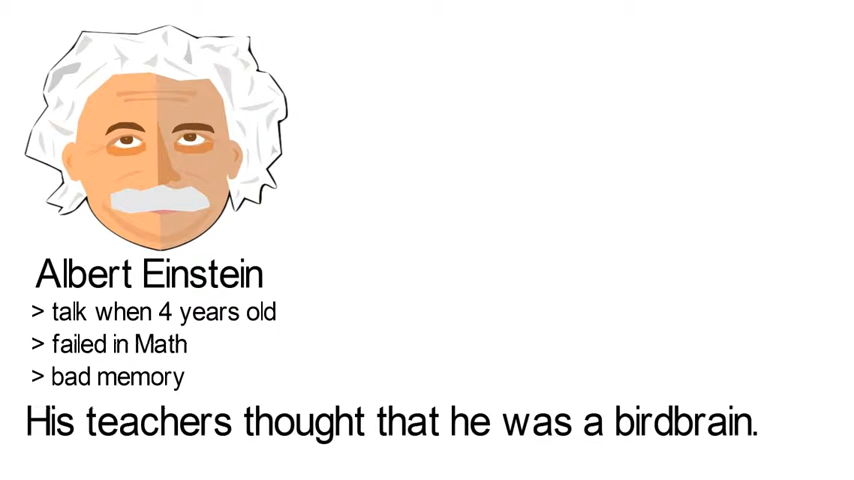 Albert Einstein
> talk when 4 years old
> failed in Math
> bad memory
His teachers thought that he was a birdbrain.